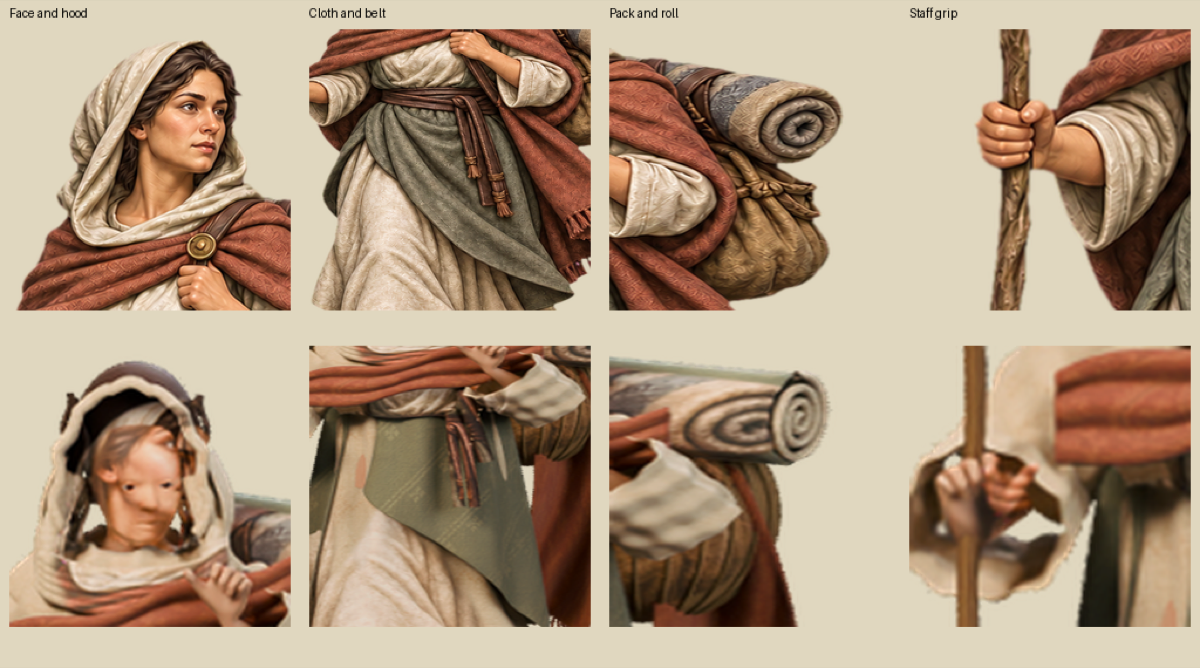 Face and hood
Cloth and belt
Pack and roll
Staff grip